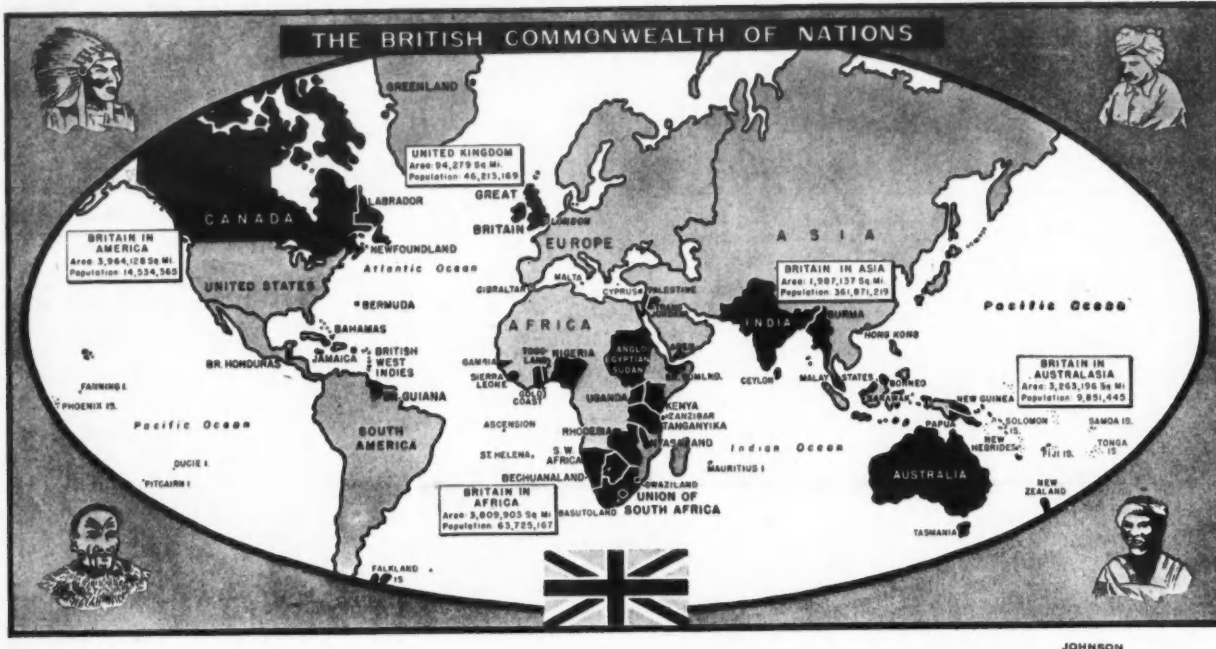 THE BRITISH COMMONWEALTH OF NATIONS
GREENLAND
UNITED KINGDOM
Area: 94,279 Sq. Mi.
Population: 46,213,169
GREAT
BRITAIN
LONDON
LABRADOR
CANADA
NEWFOUNDLAND
BRITAIN IN
AMERICA
Area: 3,964,128 Sq. Mi
Population: 14,534,565
Atlantic Ocean
UNITED STATES
EUROPE
ASIA
MALTA
GIBRALTAR
CYPRUS
PALESTINE
TRANS
JORDAN
BRITAIN IN ASIA
Area: 1,987,137 Sq. Mi.
Population: 361,871,219
Pacific Ocean
BERMUDA
BAHAMAS
BR. HONDURAS
JAMAICA
BRITISH
WEST
INDIES
BR. GUIANA
AFRICA
INDIA
BURMA
HONG KONG
GAMBIA
SIERRA
LEONE
TOGO-
LAND
GOLD
COAST
NIGERIA
ANGLO
EGYPTIAN
SUDAN
ADEN
BR. SOMLND.
UGANDA
KENYA
ZANZIBAR
TANGANYIKA
CEYLON
MALAY STATES
BORNEO
SARAWAK
BRITAIN IN
AUSTRALASIA
Area: 3,263,196 Sq. Mi
Population: 9,851,445
FANNING I.
PHOENIX IS.
Pacific Ocean
DUCIE I.
PITCAIRN I
SOUTH
AMERICA
ASCENSION
ST. HELENA
RHODESIA
NYASALAND
S.W.
AFRICA
BECHUANALAND
SWAZILAND
UNION OF
SOUTH AFRICA
BASUTOLAND
BRITAIN IN
AFRICA
Area: 3,809,903 Sq. Mi
Population: 63,725,167
Indian Ocean
MAURITIUS I
NEW GUINEA
PAPUA
SOLOMON
IS.
SAMOA IS.
NEW
HEBRIDES
FIJI IS.
TONGA
IS
AUSTRALIA
NEW
ZEALAND
TASMANIA
FALKLAND
IS
JOHNSON